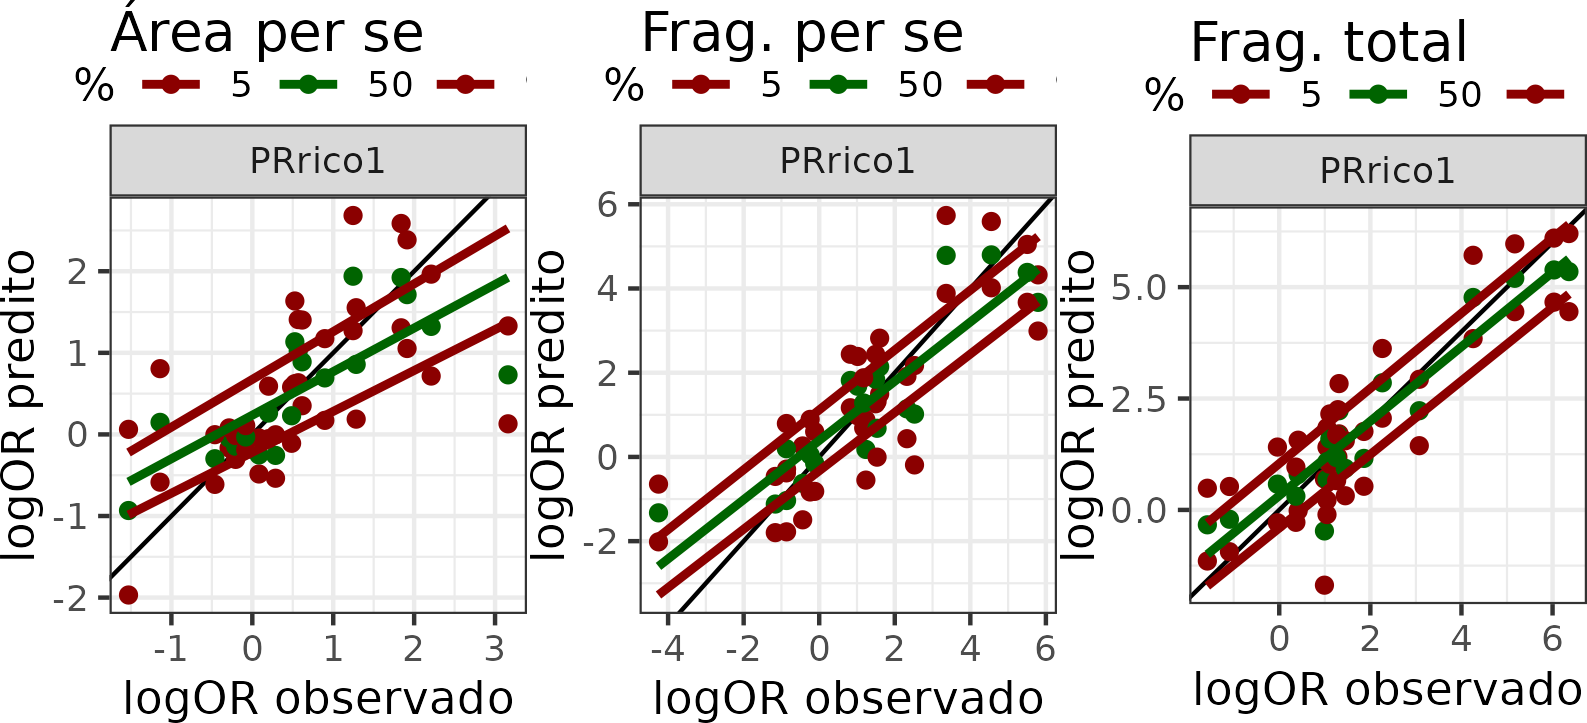 Área per se
% 5 50
PRrico1
logOR predito
2
1
0
-1
-2
-1 0 1 2 3
logOR observado
Frag. per se
% 5 50
PRrico1
logOR predito
6
4
2
0
-2
-4 -2 0 2 4 6
logOR observado
Frag. total
% 5 50
PRrico1
logOR predito
5.0
2.5
0.0
0 2 4 6
logOR observado